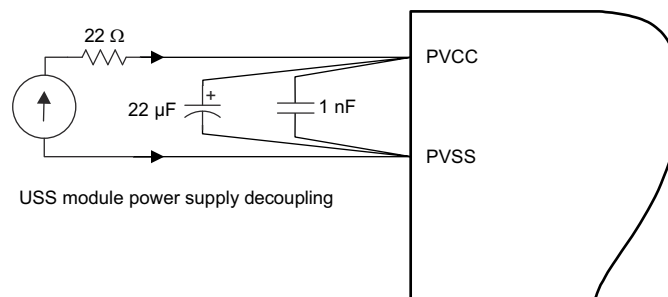 22 Ω
PVCC
+
22 µF
1 nF
PVSS
USS module power supply decoupling